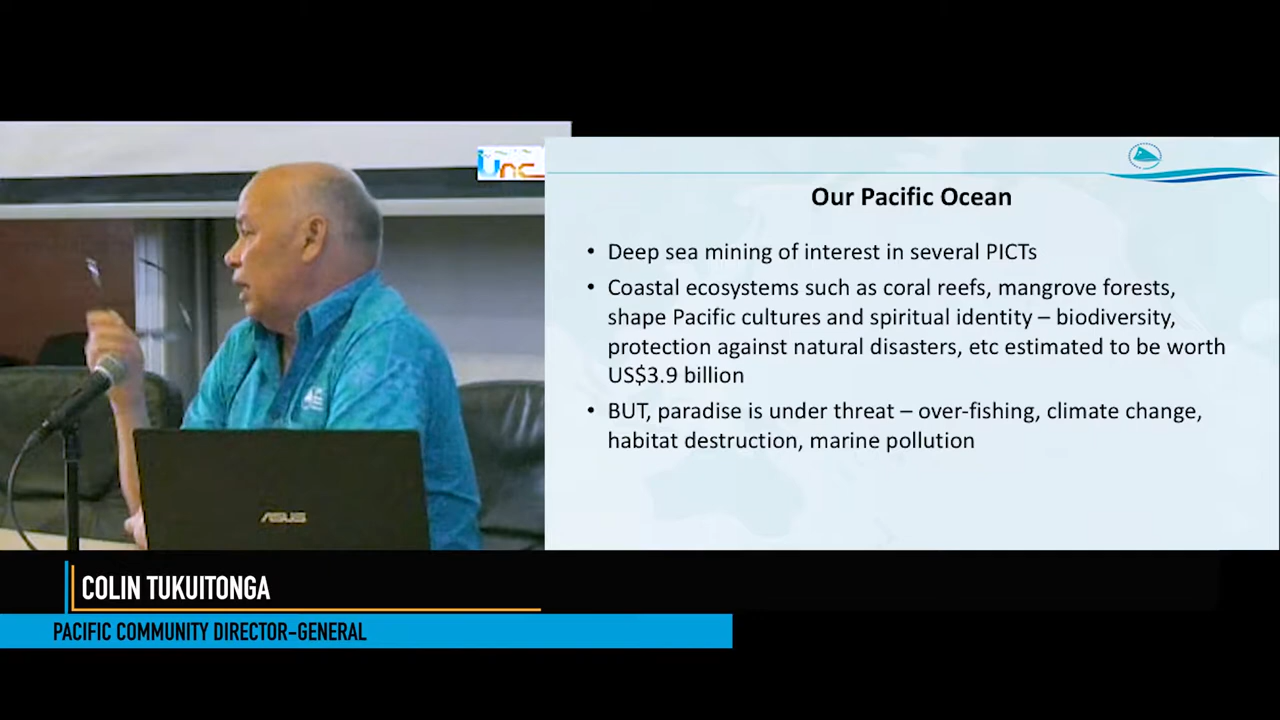 Unc
Our Pacific Ocean
• Deep sea mining of interest in several PICTs
• Coastal ecosystems such as coral reefs, mangrove forests,
shape Pacific cultures and spiritual identity – biodiversity,
protection against natural disasters, etc estimated to be worth
US$3.9 billion
• BUT, paradise is under threat – over-fishing, climate change,
habitat destruction, marine pollution
ASUS
COLIN TUKUITONGA
PACIFIC COMMUNITY DIRECTOR-GENERAL